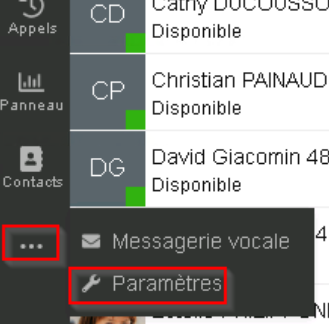 Appels
CD
Cathy DUCOUSSO
Disponible
Panneau
CP
Christian PAINAUD
Disponible
Contacts
DG
David Giacomin 48
Disponible
...
Messagerie vocale
4
Paramètres